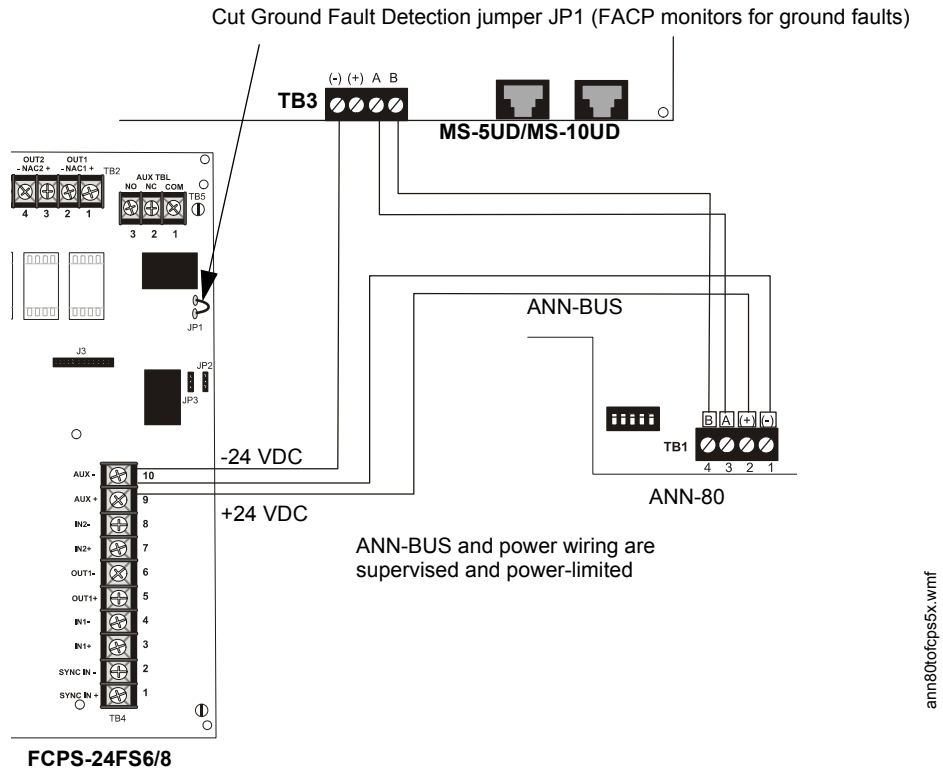 Cut Ground Fault Detection jumper JP1 (FACP monitors for ground faults)
(-) (+) A B
TB3
MS-5UD/MS-10UD
OUT2 OUT1
- NAC2 + - NAC1 +
TB2
4 3 2 1
AUX TBL
NO NC COM
TB5
3 2 1
JP1
J3
JP2
JP3
ANN-BUS
B A (+) (-)
TB1
4 3 2 1
ANN-80
-24 VDC
+24 VDC
AUX - 10
AUX + 9
IN2- 8
IN2+ 7
OUT1- 6
OUT1+ 5
IN1- 4
IN1+ 3
SYNC IN - 2
SYNC IN + 1
TB4
ANN-BUS and power wiring are
supervised and power-limited
FCPS-24FS6/8
ann80tofcps5x.wmf